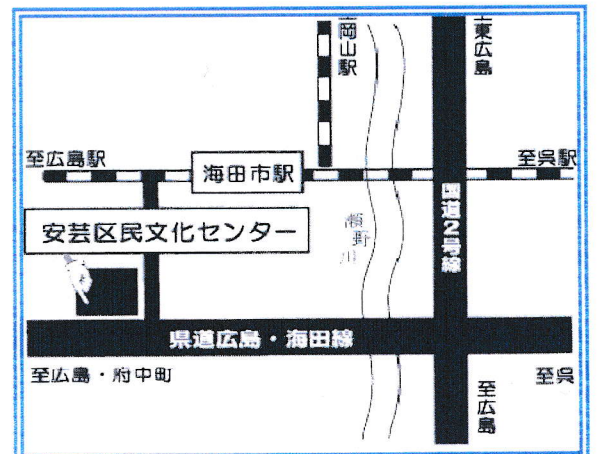 岡山駅
東広島
至広島駅
海田市駅
至呉駅
安芸区民文化センター
瀬野川
国道2号線
県道広島・海田線
至広島・府中町
至広島
至呉